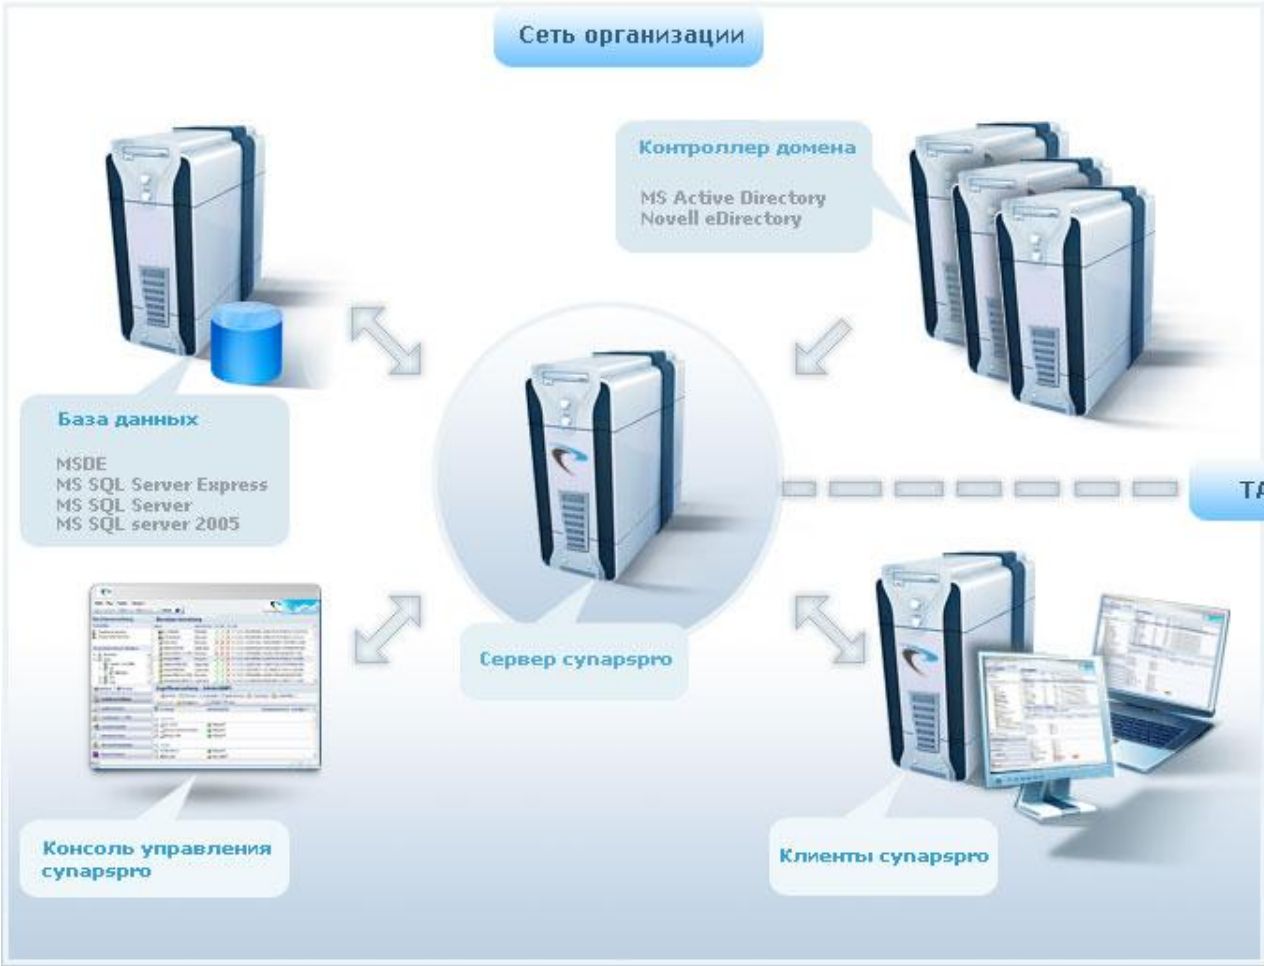 Сеть организации
Контроллер домена
MS Active Directory
Novell eDirectory
База данных
MSDE
MS SQL Server Express
MS SQL Server
MS SQL server 2005
ТА
Сервер cynapspro
Консоль управления
cynapspro
Клиенты cynapspro